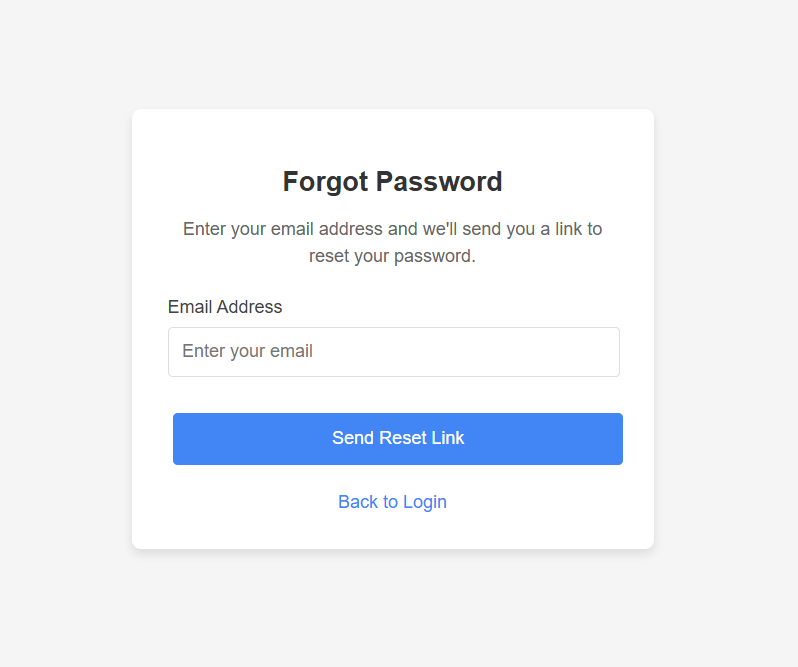 Forgot Password
Enter your email address and we'll send you a link to
reset your password.
Email Address
Enter your email
Send Reset Link
Back to Login